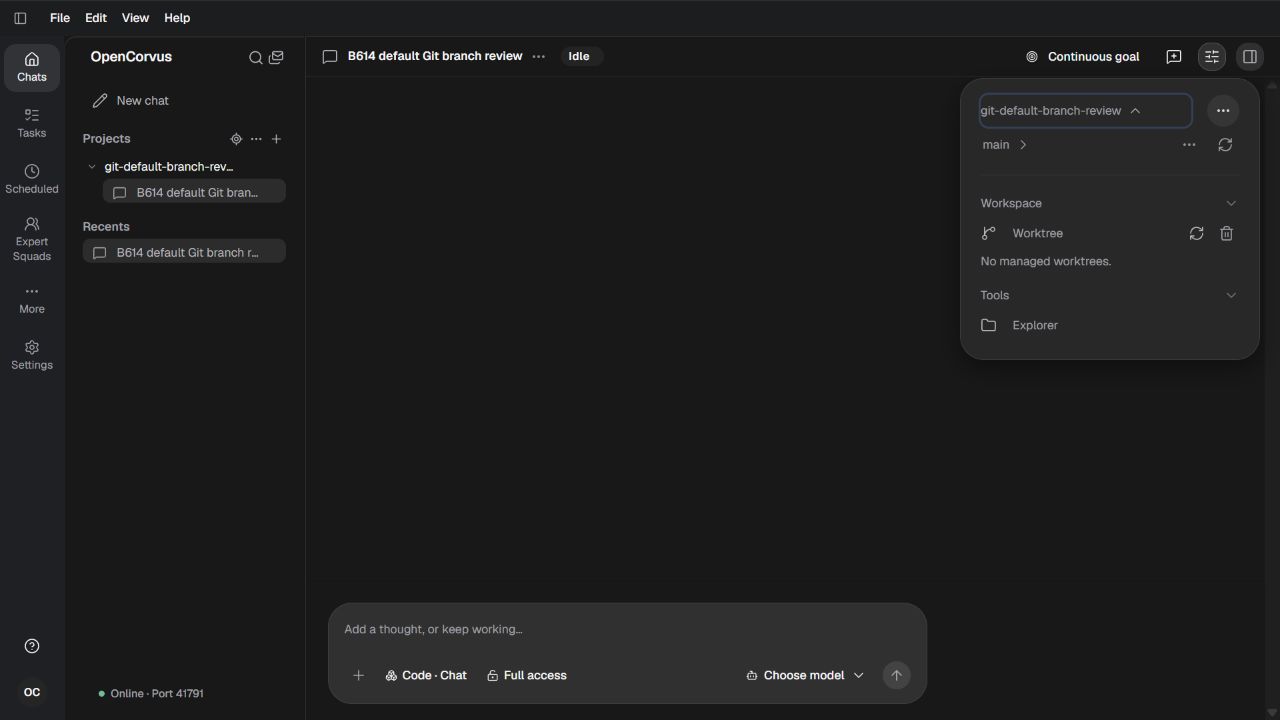 File Edit View Help
OpenCorvus
B614 default Git branch review
Idle
Continuous goal
Chats
Tasks
Scheduled
Expert
Squads
More
Settings
New chat
Projects
git-default-branch-rev...
B614 default Git bran...
Recents
B614 default Git branch r...
git-default-branch-review
main
Workspace
Worktree
No managed worktrees.
Tools
Explorer
Add a thought, or keep working...
Code · Chat
Full access
Choose model
OC
Online · Port 41791